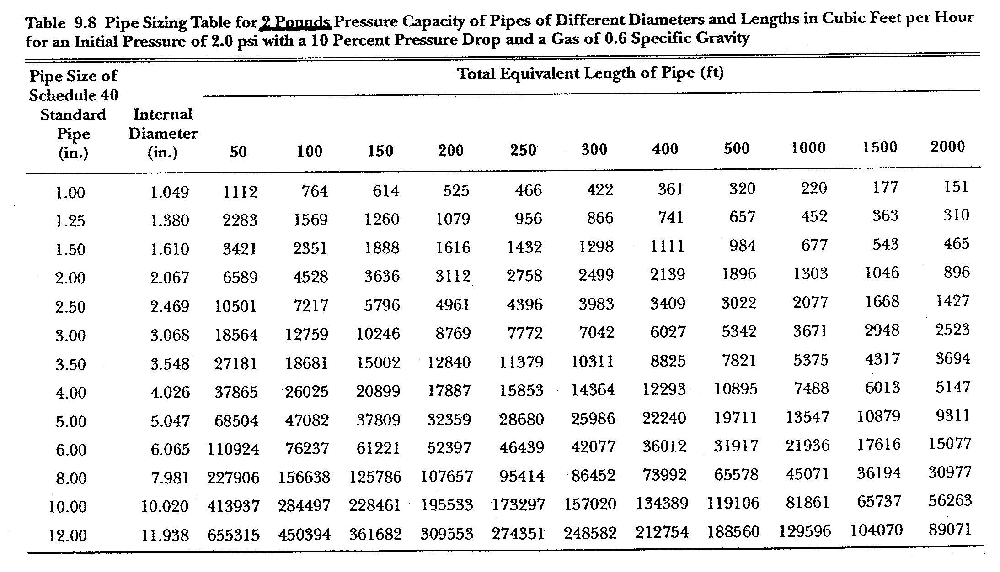 Table 9.8 Pipe Sizing Table for 2 Pounds Pressure Capacity of Pipes of Different Diameters and Lengths in Cubic Feet per Hour
for an Initial Pressure of 2.0 psi with a 10 Percent Pressure Drop and a Gas of 0.6 Specific Gravity
Pipe Size of Total Equivalent Length of Pipe (ft)
Schedule 40
Standard Internal
Pipe Diameter
(in.) (in.) 50 100 150 200 250 300 400 500 1000 1500 2000
1.00 1.049 1112 764 614 525 466 422 361 320 220 177 151
1.25 1.380 2283 1569 1260 1079 956 866 741 657 452 363 310
1.50 1.610 3421 2351 1888 1616 1432 1298 1111 984 677 543 465
2.00 2.067 6589 4528 3636 3112 2758 2499 2139 1896 1303 1046 896
2.50 2.469 10501 7217 5796 4961 4396 3983 3409 3022 2077 1668 1427
3.00 3.068 18564 12759 10246 8769 7772 7042 6027 5342 3671 2948 2523
3.50 3.548 27181 18681 15002 12840 11379 10311 8825 7821 5375 4317 3694
4.00 4.026 37865 26025 20899 17887 15853 14364 12293 10895 7488 6013 5147
5.00 5.047 68504 47082 37809 32359 28680 25986 22240 19711 13547 10879 9311
6.00 6.065 110924 76237 61221 52397 46439 42077 36012 31917 21936 17616 15077
8.00 7.981 227906 156638 125786 107657 95414 86452 73992 65578 45071 36194 30977
10.00 10.020 413937 284497 228461 195533 173297 157020 134389 119106 81861 65737 56263
12.00 11.938 655315 450394 361682 309553 274351 248582 212754 188560 129596 104070 89071